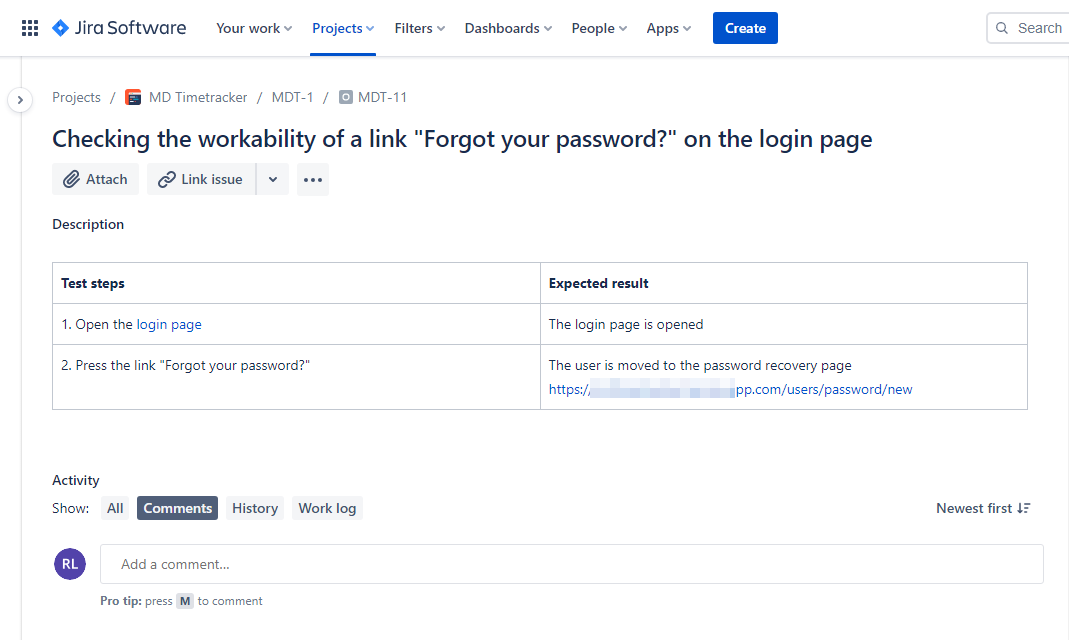 Jira Software Your work Projects Filters Dashboards People Apps Create Search
Projects / MD Timetracker / MDT-1 / MDT-11
Checking the workability of a link "Forgot your password?" on the login page
Attach Link issue
Description
Test steps Expected result
1. Open the login page The login page is opened
2. Press the link "Forgot your password?" The user is moved to the password recovery page
https:/ pp.com/users/password/new
Activity
Show: All Comments History Work log Newest first
RL Add a comment...
Pro tip: press M to comment